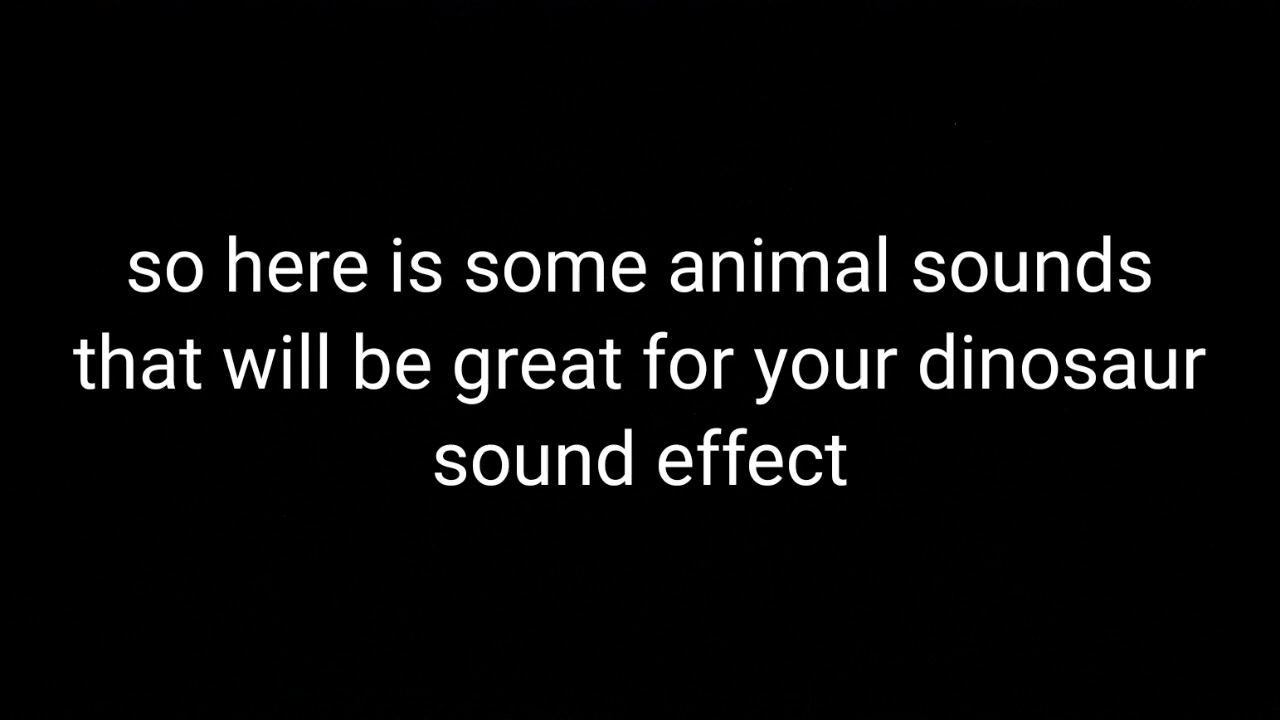 so here is some animal sounds
that will be great for your dinosaur
sound effect